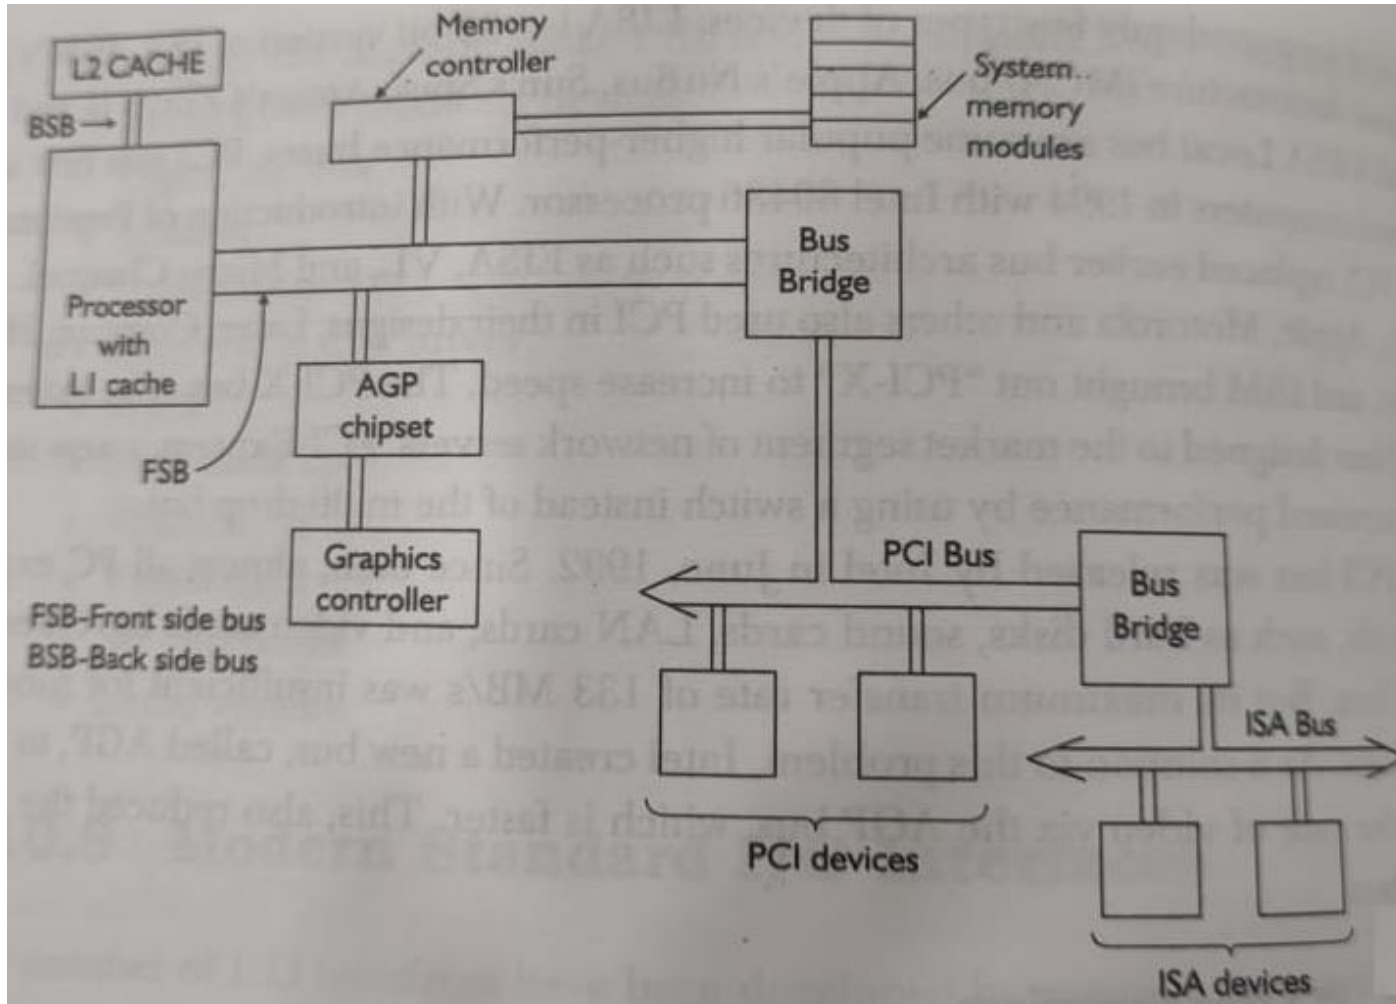 L2 CACHE
BSB
Memory
controller
System..
memory
modules
Processor
with
L1 cache
Bus
Bridge
AGP
chipset
FSB
Graphics
controller
FSB-Front side bus
BSB-Back side bus
PCI Bus
Bus
Bridge
PCI devices
ISA Bus
ISA devices